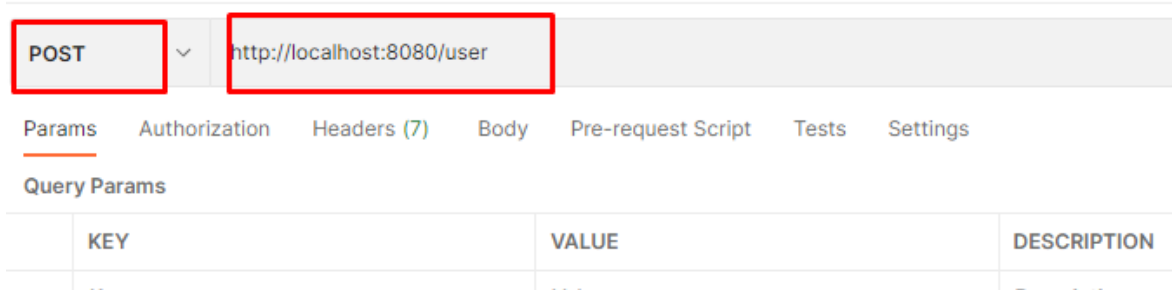 POST http://localhost:8080/user
Params Authorization Headers (7) Body Pre-request Script Tests Settings
Query Params
KEY VALUE DESCRIPTION